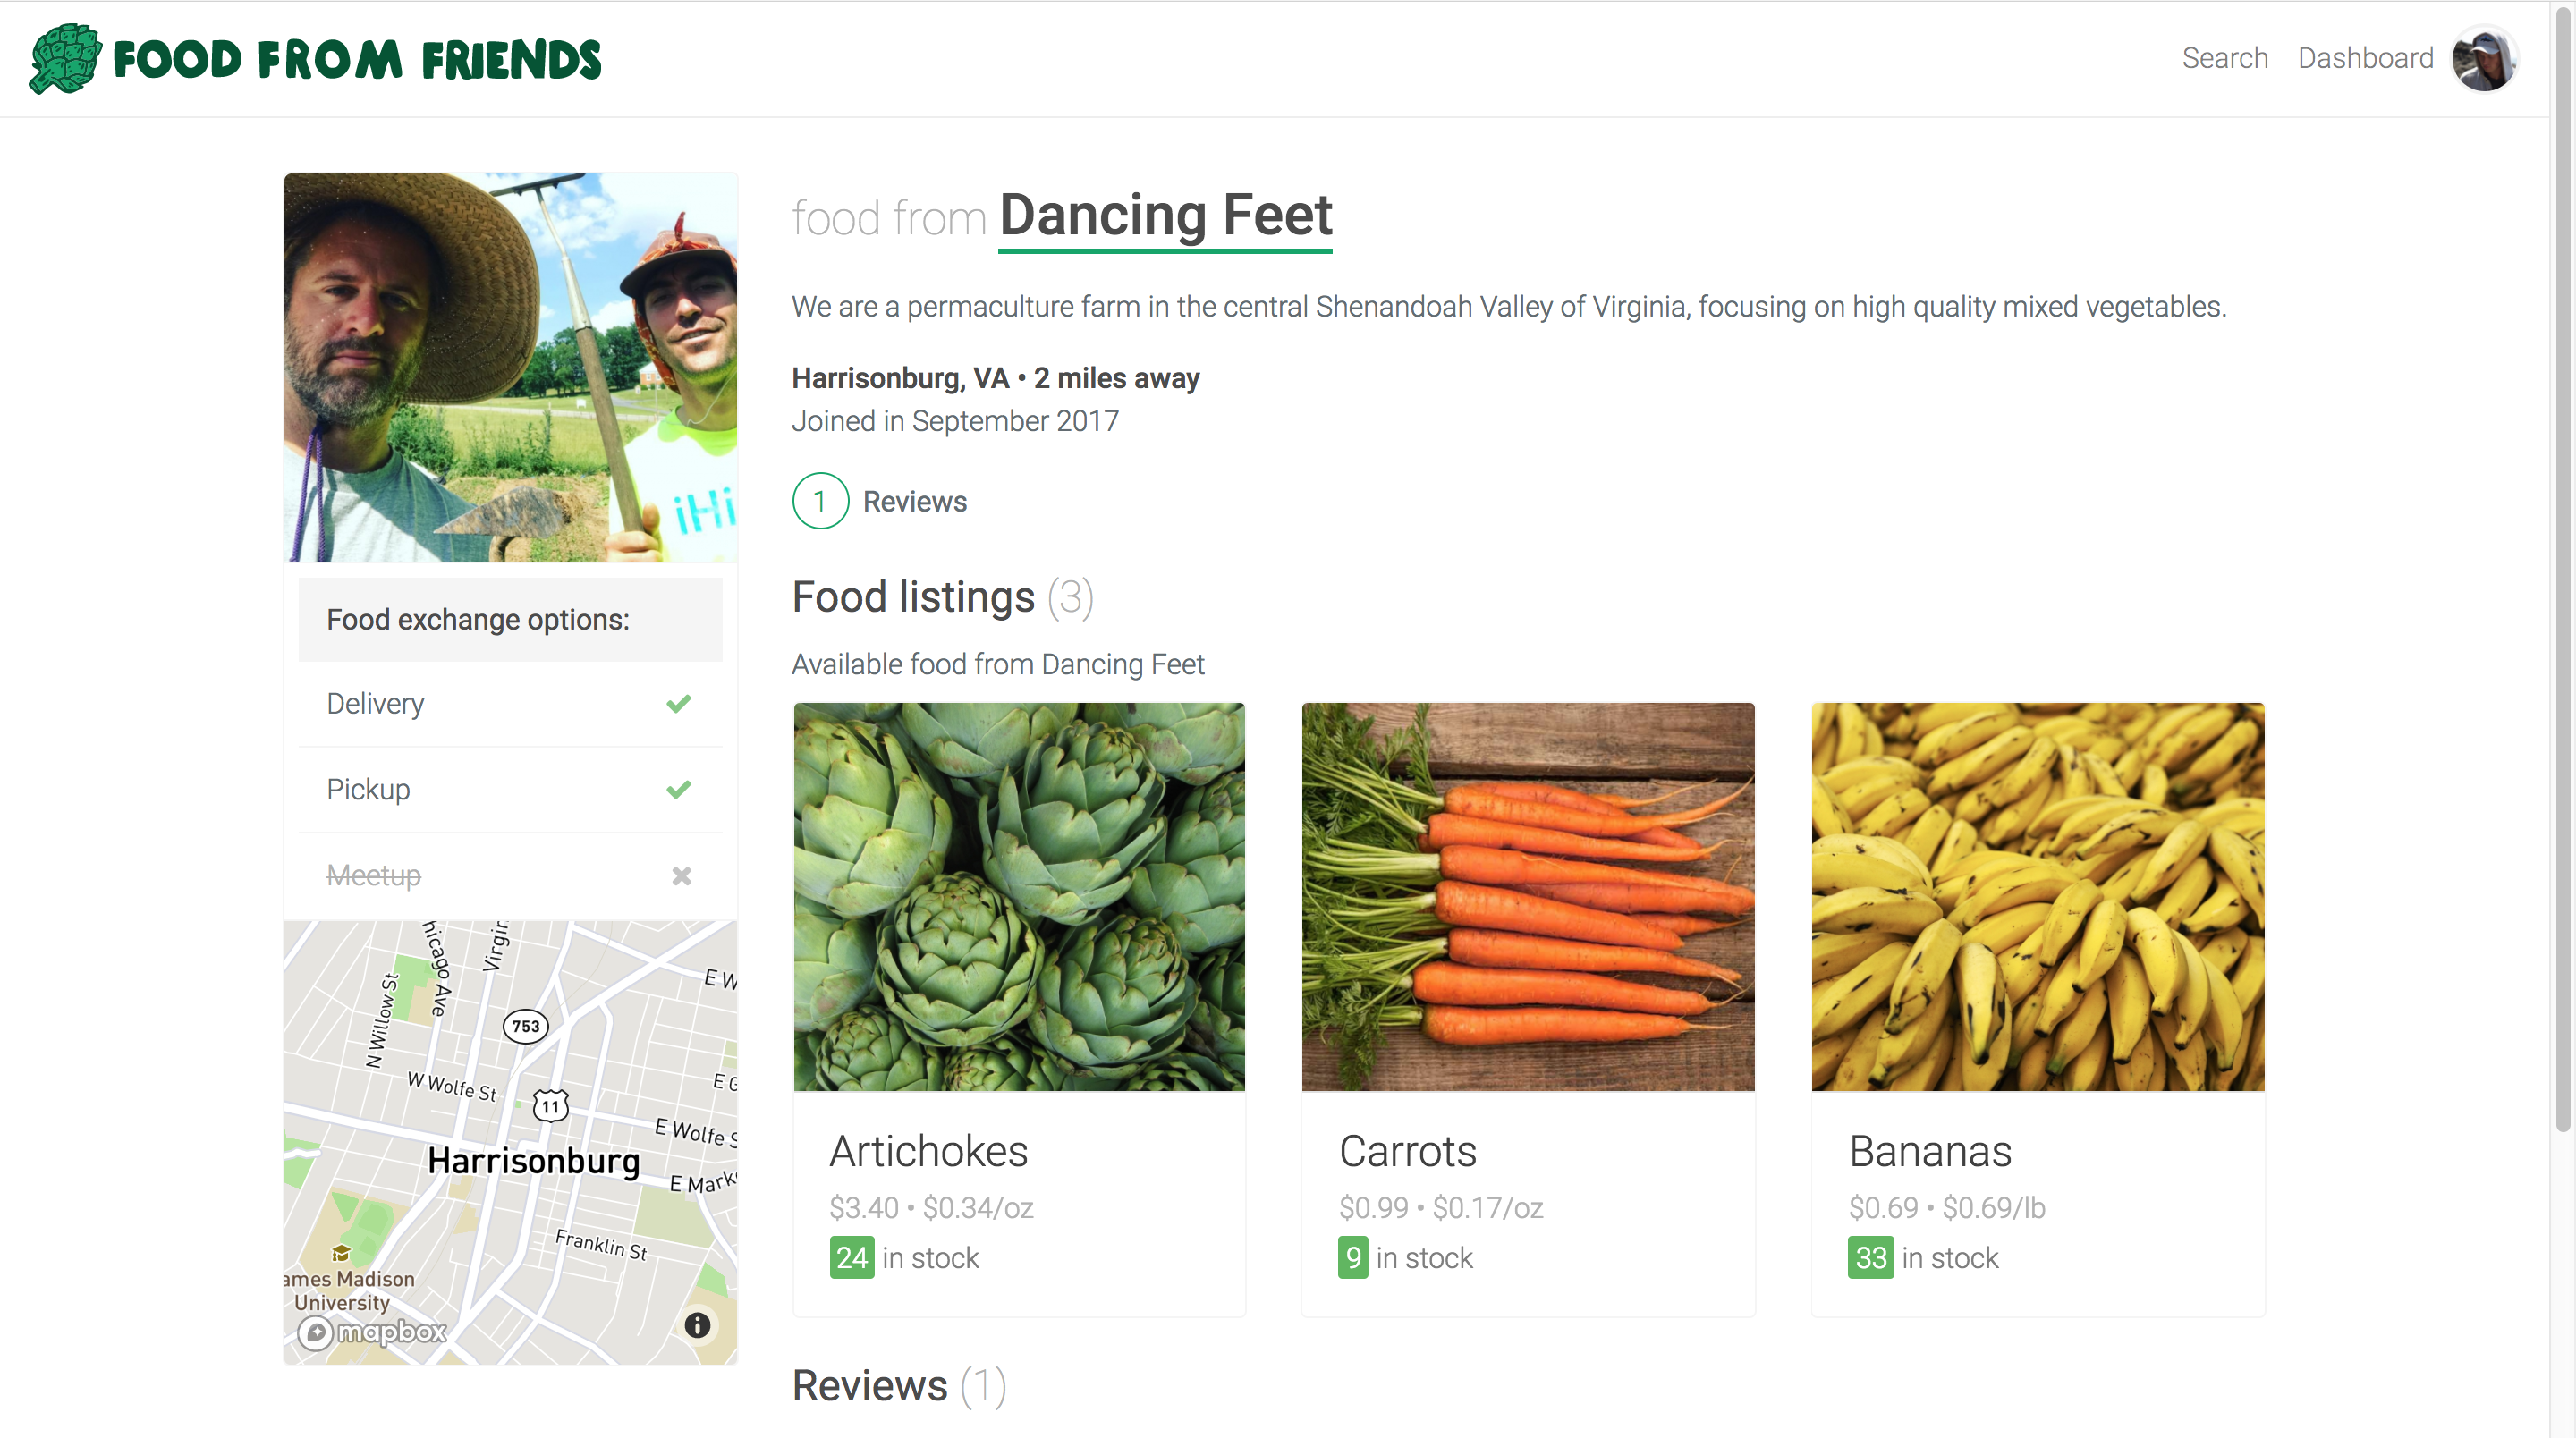 FOOD FROM FRIENDS
Search Dashboard
food from Dancing Feet
We are a permaculture farm in the central Shenandoah Valley of Virginia, focusing on high quality mixed vegetables.
Harrisonburg, VA • 2 miles away
Joined in September 2017
1 Reviews
iHi
Food exchange options:
Delivery
Pickup
Meetup
Food listings (3)
Available food from Dancing Feet
Artichokes
$3.40 • $0.34/oz
24 in stock
Carrots
$0.99 • $0.17/oz
9 in stock
Bananas
$0.69 • $0.69/lb
33 in stock
hicago Ave
Virgin
N Willow St
E W
753
W Wolfe St
E G
11
E Wolfe S
Harrisonburg
E Mark
Franklin St
ames Madison
University
mapbox
Reviews (1)